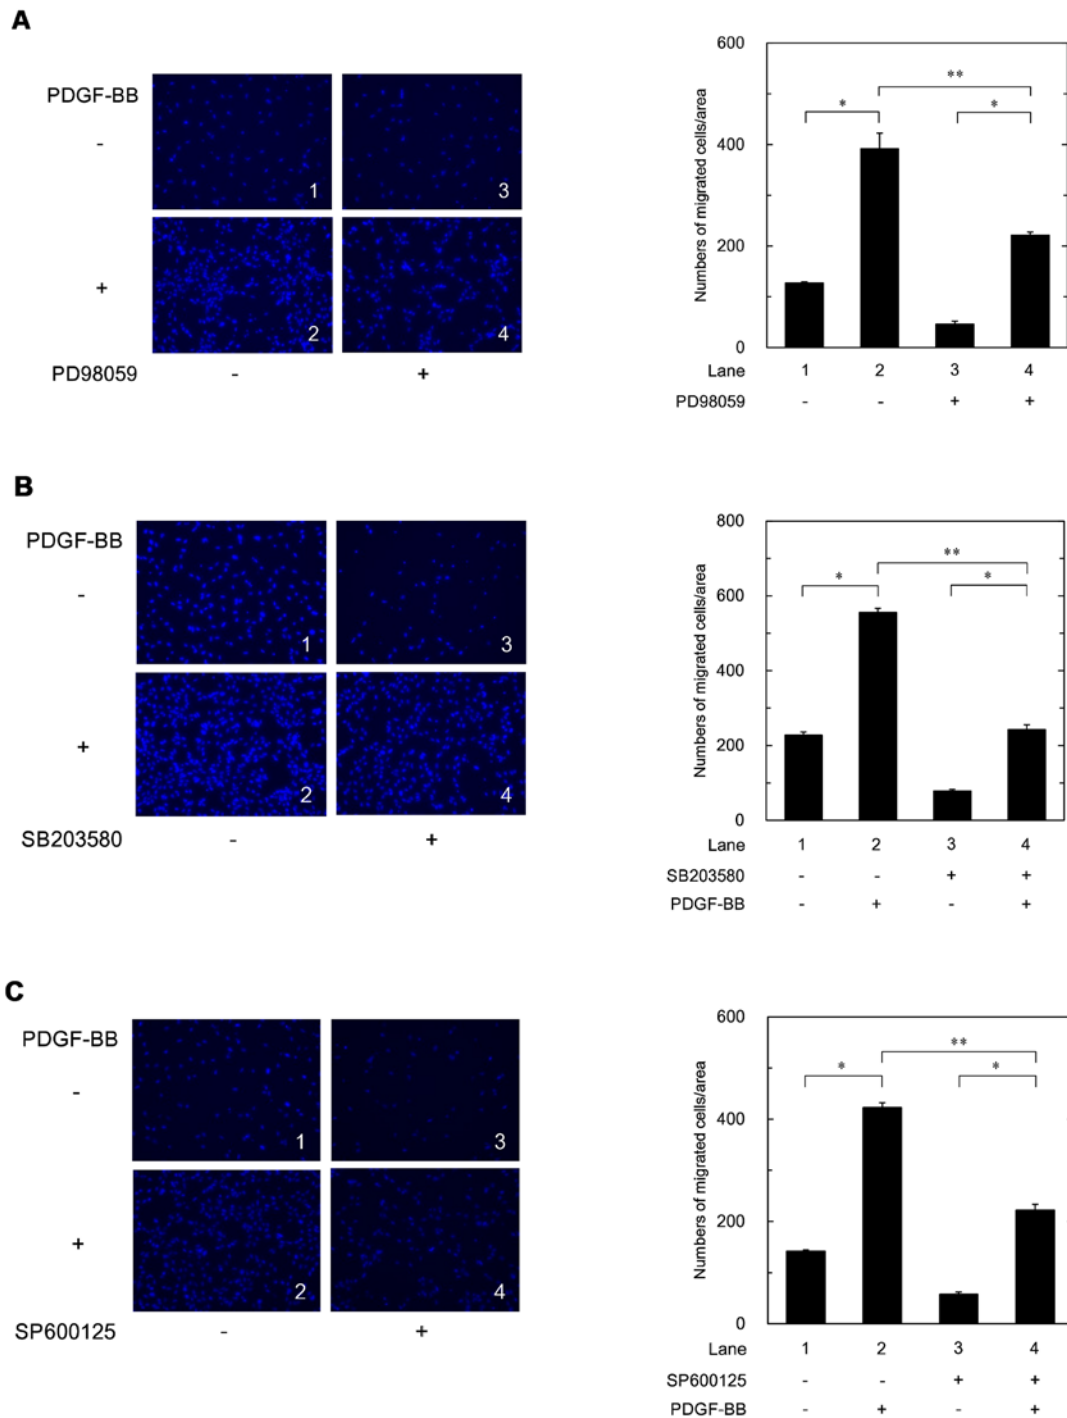 A
PDGF-BB
-
+
1
3
2
4
PD98059 - +
Numbers of migrated cells/area
600
400
200
0
*
**
*
Lane 1 2 3 4
PD98059 - - + +
B
PDGF-BB
-
+
1
3
2
4
SB203580 - +
Numbers of migrated cells/area
800
600
400
200
0
*
**
*
Lane 1 2 3 4
SB203580 - - + +
PDGF-BB - + - +
C
PDGF-BB
-
+
1
3
2
4
SP600125 - +
Numbers of migrated cells/area
600
400
200
0
*
**
*
Lane 1 2 3 4
SP600125 - - + +
PDGF-BB - + - +